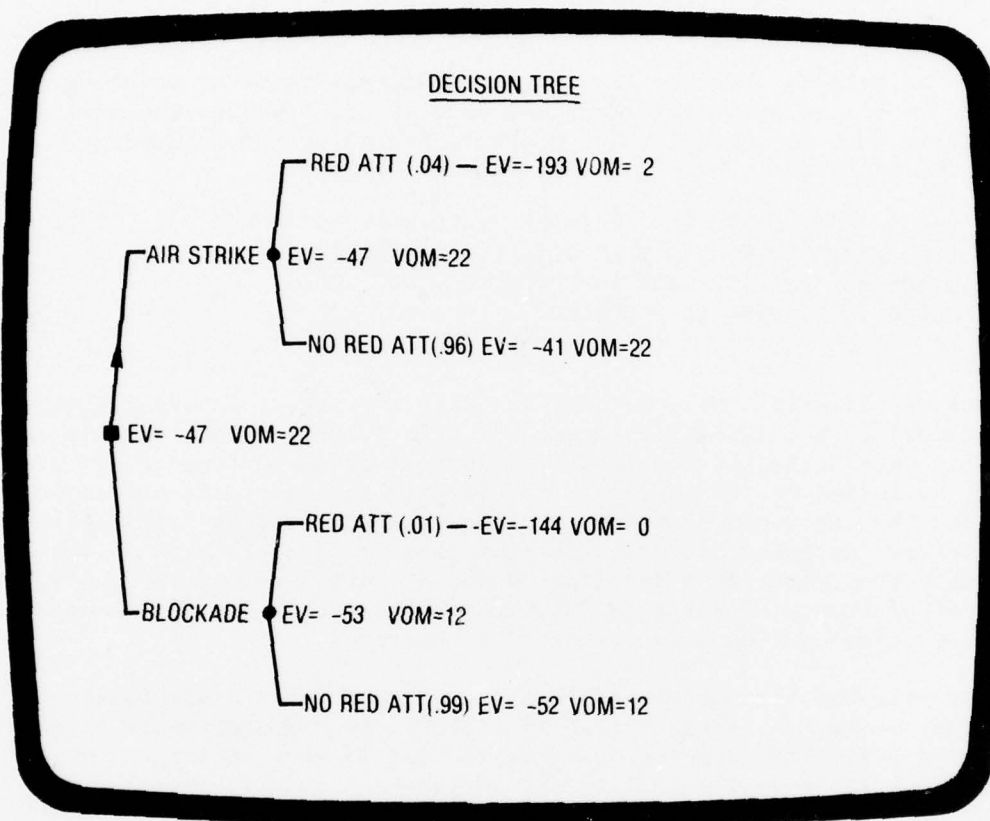 DECISION TREE
RED ATT (.04) — EV=-193 VOM= 2
AIR STRIKE EV= -47 VOM=22
NO RED ATT(.96) EV= -41 VOM=22
EV= -47 VOM=22
RED ATT (.01) — -EV=-144 VOM= 0
BLOCKADE EV= -53 VOM=12
NO RED ATT(.99) EV= -52 VOM=12